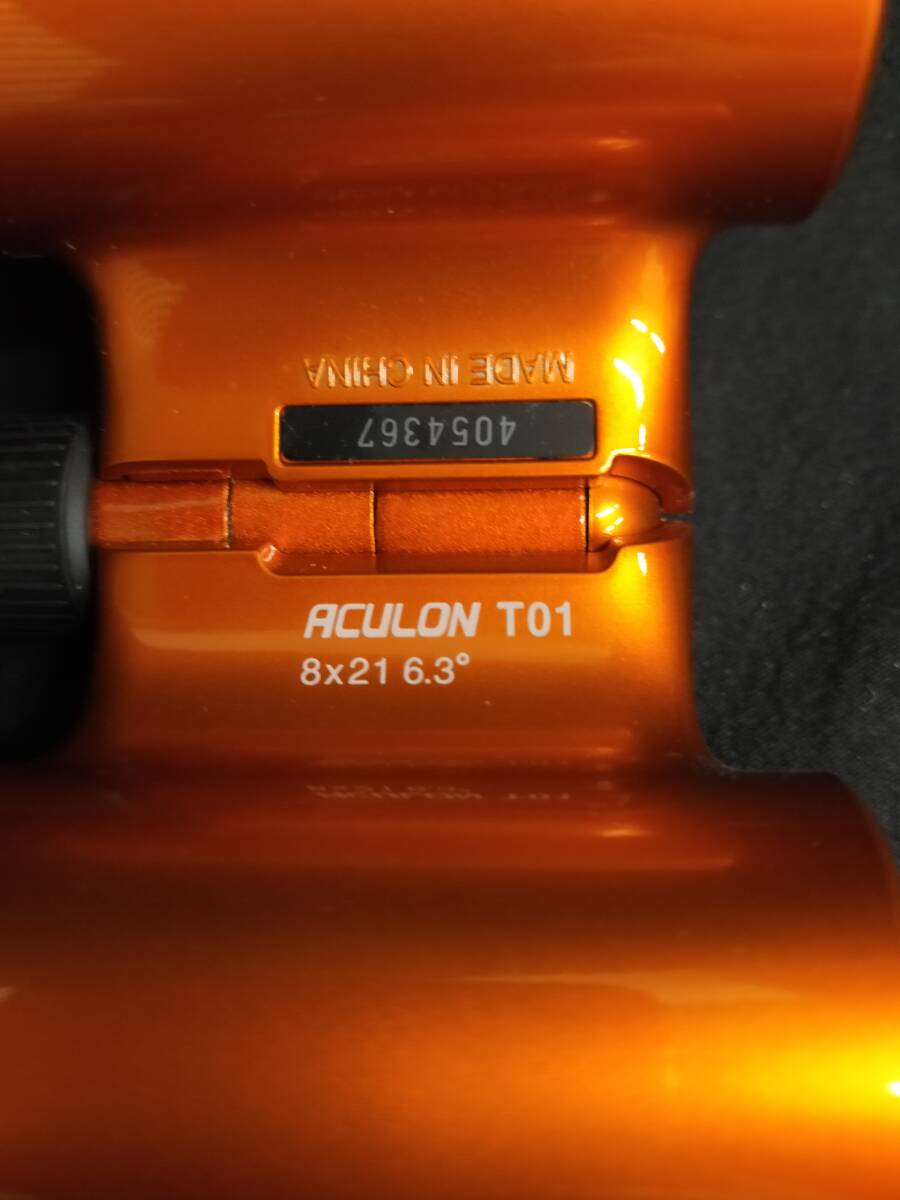 MADE IN CHINA
4054367
ACULON T01
8x21 6.3°